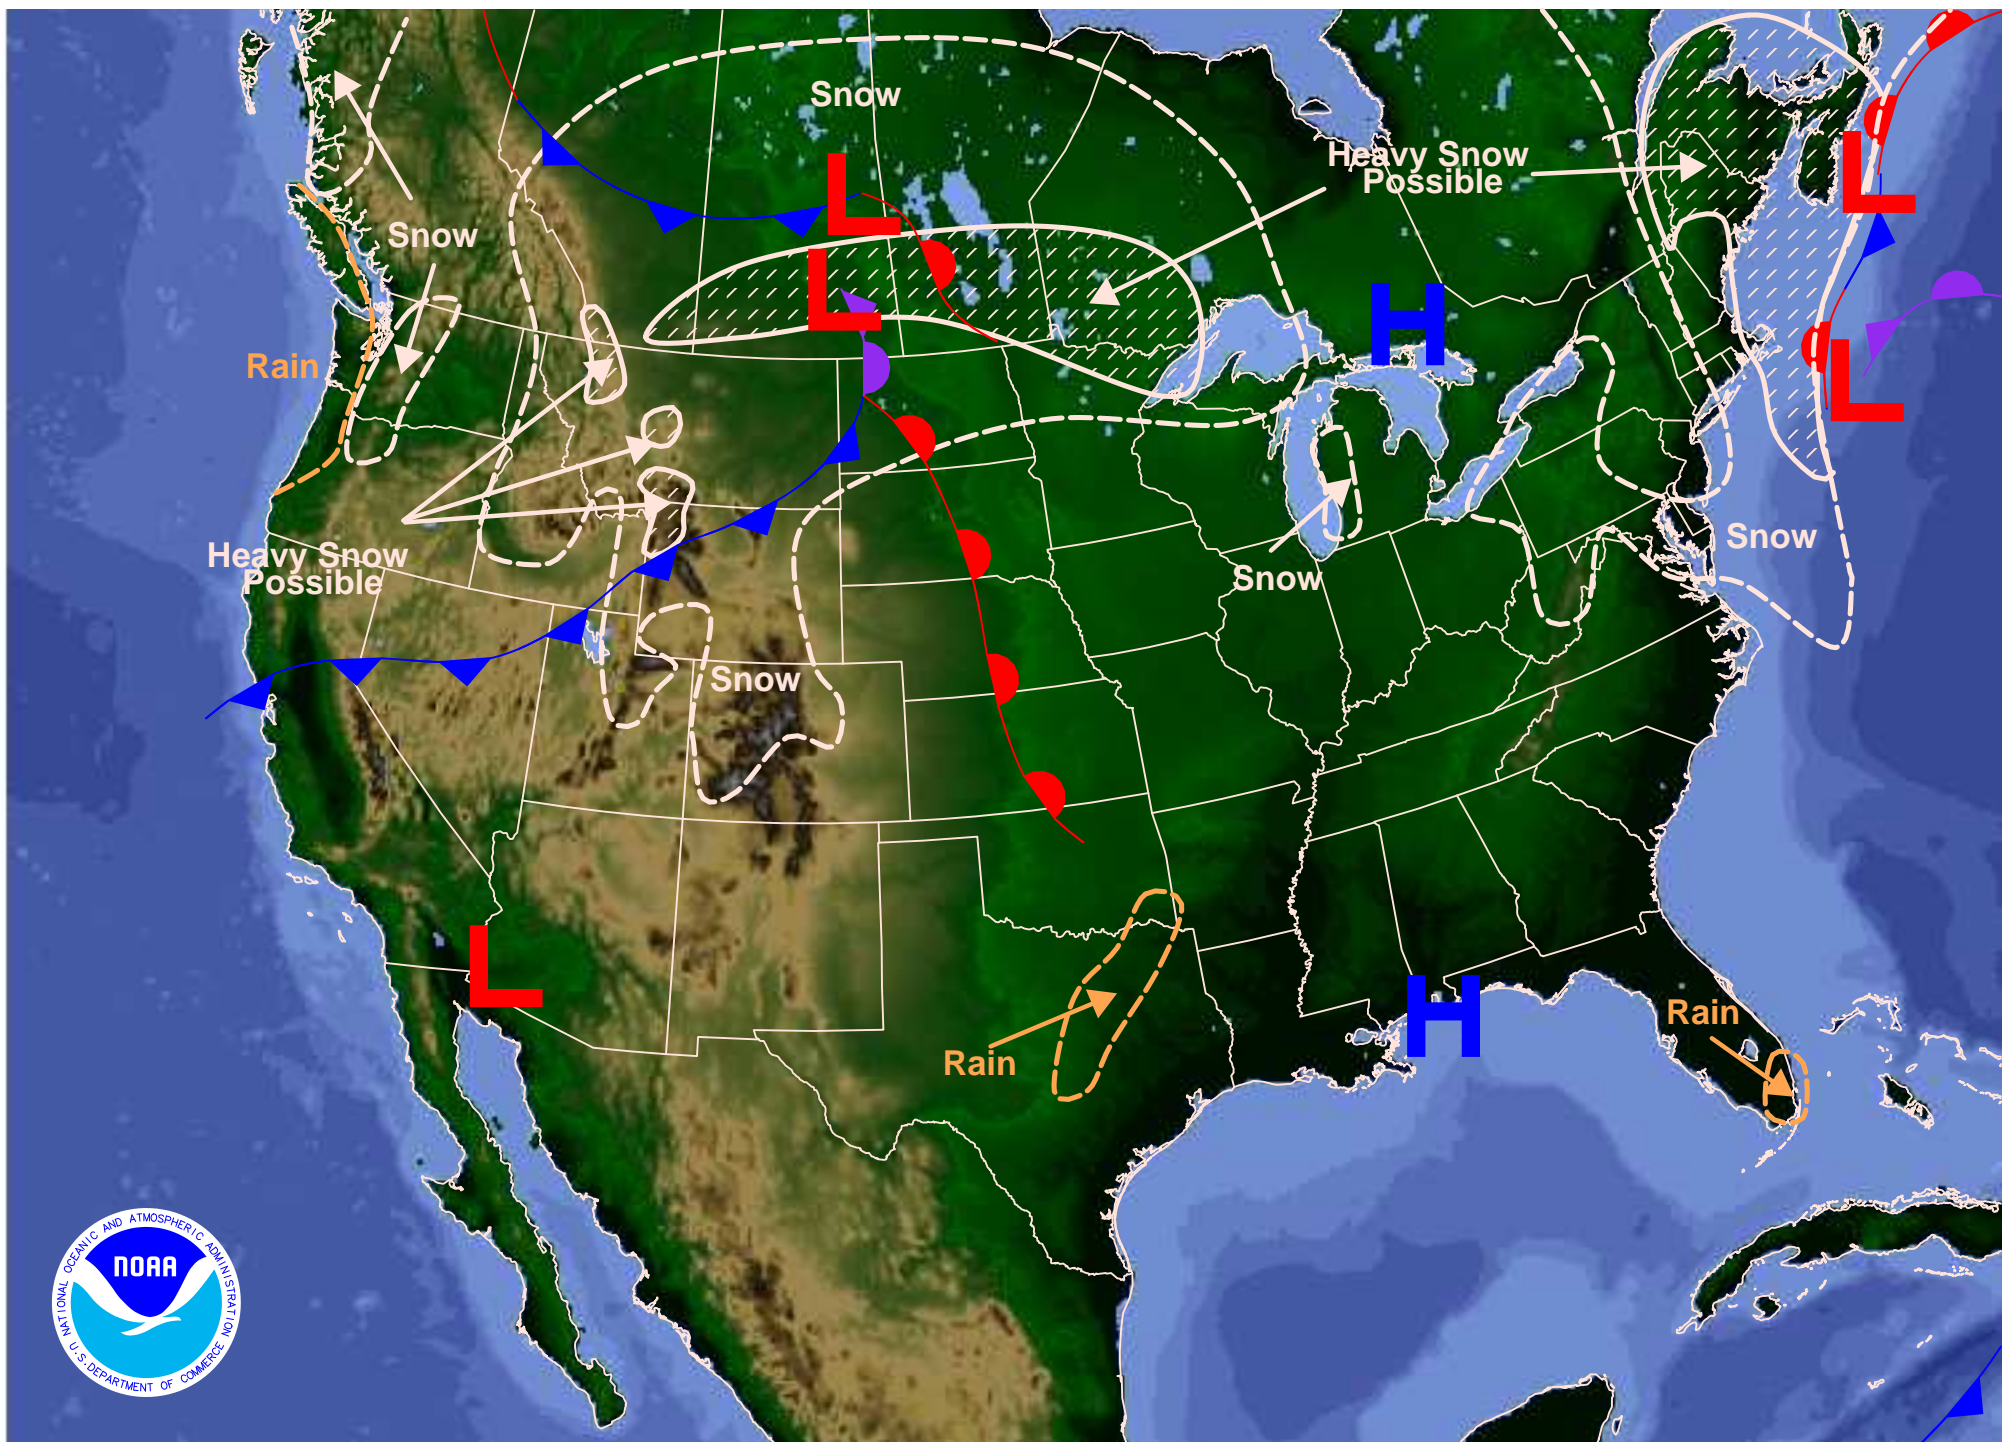 Snow
Heavy Snow
Possible
L
L
Snow
L
H
Rain
L
Snow
Heavy Snow
Possible
Snow
Snow
L
H
Rain
Rain
NATIONAL OCEANIC AND ATMOSPHERIC ADMINISTRATION
NOAA
U.S. DEPARTMENT OF COMMERCE